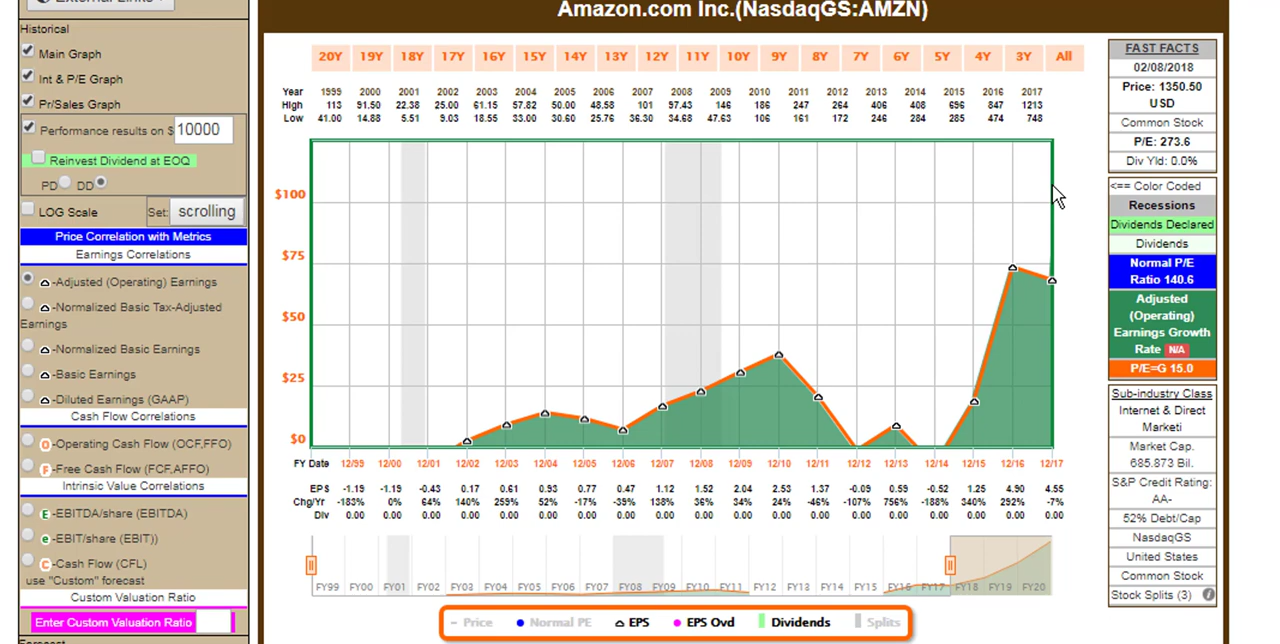 External Links
Amazon.com Inc.(NasdaqGS:AMZN)
Historical
Main Graph
Int & P/E Graph
Pr/Sales Graph
Performance results on $ 10000
Reinvest Dividend at EOQ
PD DD
LOG Scale Set: scrolling
Price Correlation with Metrics
Earnings Correlations
-Adjusted (Operating) Earnings
-Normalized Basic Tax-Adjusted
Earnings
-Normalized Basic Earnings
-Basic Earnings
-Diluted Earnings (GAAP)
Cash Flow Correlations
O-Operating Cash Flow (OCF,FFO)
F-Free Cash Flow (FCF,AFFO)
Intrinsic Value Correlations
E-EBITDA/share (EBITDA)
e-EBIT/share (EBIT))
C-Cash Flow (CFL)
use "Custom" forecast
Custom Valuation Ratio
Enter Custom Valuation Ratio
Forecast
20Y 19Y 18Y 17Y 16Y 15Y 14Y 13Y 12Y 11Y 10Y 9Y 8Y 7Y 6Y 5Y 4Y 3Y All
Year 1999 2000 2001 2002 2003 2004 2005 2006 2007 2008 2009 2010 2011 2012 2013 2014 2015 2016 2017
High 113 91.50 22.38 25.00 61.15 57.82 50.00 48.58 101 97.43 146 186 247 264 406 408 696 847 1213
Low 41.00 14.88 5.51 9.03 18.55 33.00 30.60 25.76 36.30 34.68 47.63 106 161 172 246 284 285 474 748
$100
$75
$50
$25
$0
FY Date 12/99 12/00 12/01 12/02 12/03 12/04 12/05 12/06 12/07 12/08 12/09 12/10 12/11 12/12 12/13 12/14 12/15 12/16 12/17
EPS -1.19 -1.19 -0.43 0.17 0.61 0.93 0.77 0.47 1.12 1.52 2.04 2.53 1.37 -0.09 0.59 -0.52 1.25 4.90 4.55
Chg/Yr -183% 0% 64% 140% 259% 52% -17% -39% 138% 36% 34% 24% -46% -107% 756% -188% 340% 292% -7%
Div 0.00 0.00 0.00 0.00 0.00 0.00 0.00 0.00 0.00 0.00 0.00 0.00 0.00 0.00 0.00 0.00 0.00 0.00 0.00
FY99 FY00 FY01 FY02 FY03 FY04 FY05 FY06 FY07 FY08 FY09 FY10 FY11 FY12 FY13 FY14 FY15 FY16 FY17 FY18 FY19 FY20
Price Normal PE EPS EPS Ovd Dividends Splits
FAST FACTS
02/08/2018
Price: 1350.50
USD
Common Stock
P/E: 273.6
Div Yld: 0.0%
<== Color Coded
Recessions
Dividends Declared
Dividends
Normal P/E
Ratio 140.6
Adjusted
(Operating)
Earnings Growth
Rate N/A
P/E=G 15.0
Sub-industry Class
Internet & Direct
Marketi
Market Cap.
685.873 Bil.
S&P Credit Rating:
AA-
52% Debt/Cap
NasdaqGS
United States
Common Stock
Stock Splits (3)